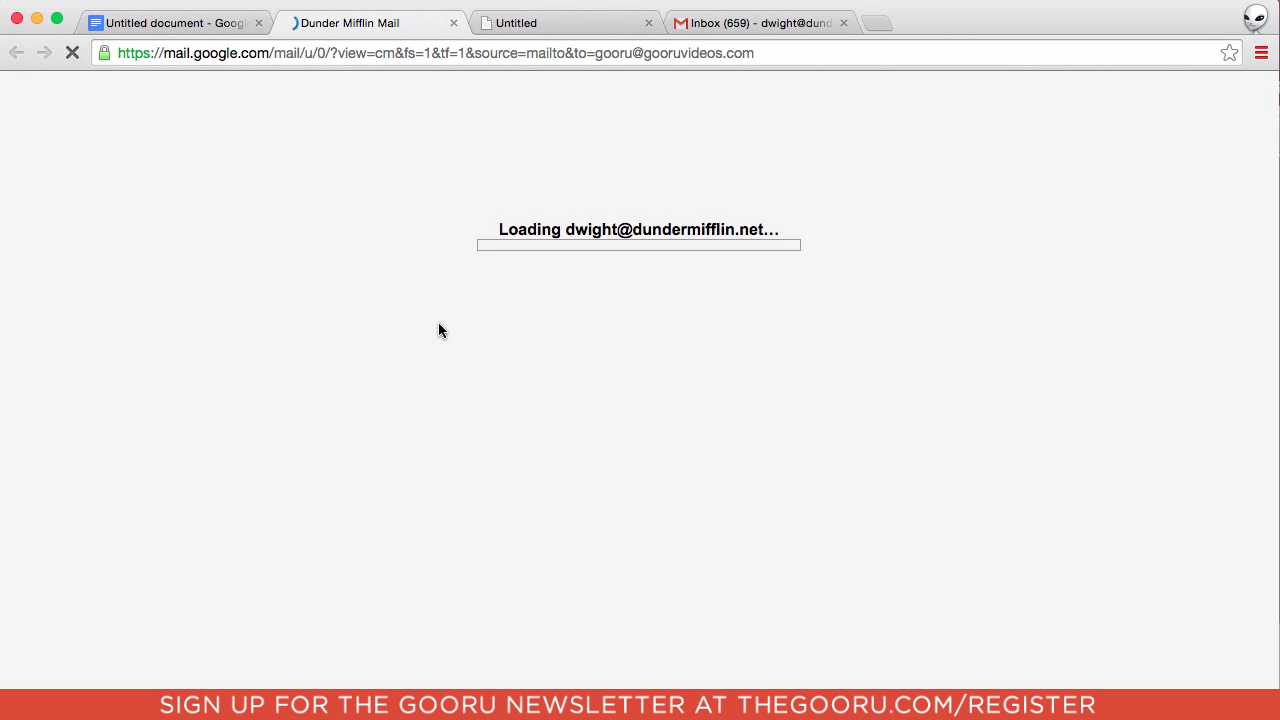 Untitled document - Googl
Dunder Mifflin Mail
Untitled
Inbox (659) - dwight@dund
https://mail.google.com/mail/u/0/?view=cm&fs=1&tf=1&source=mailto&to=gooru@gooruvideos.com
Loading dwight@dundermifflin.net...
SIGN UP FOR THE GOORU NEWSLETTER AT THEGOORU.COM/REGISTER